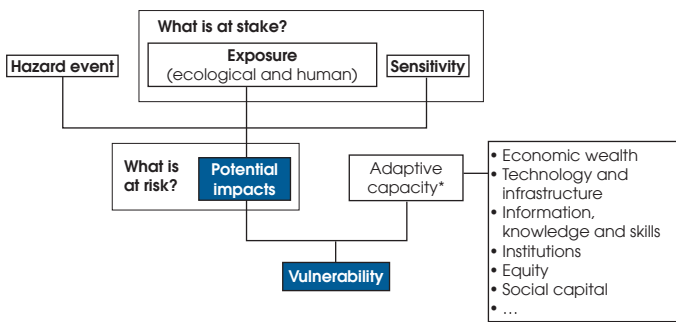 What is at stake?
Hazard event
Exposure
(ecological and human)
Sensitivity
What is
at risk?
Potential
impacts
Adaptive
capacity*
• Economic wealth
• Technology and
infrastructure
• Information,
knowledge and skills
• Institutions
• Equity
• Social capital
• ...
Vulnerability